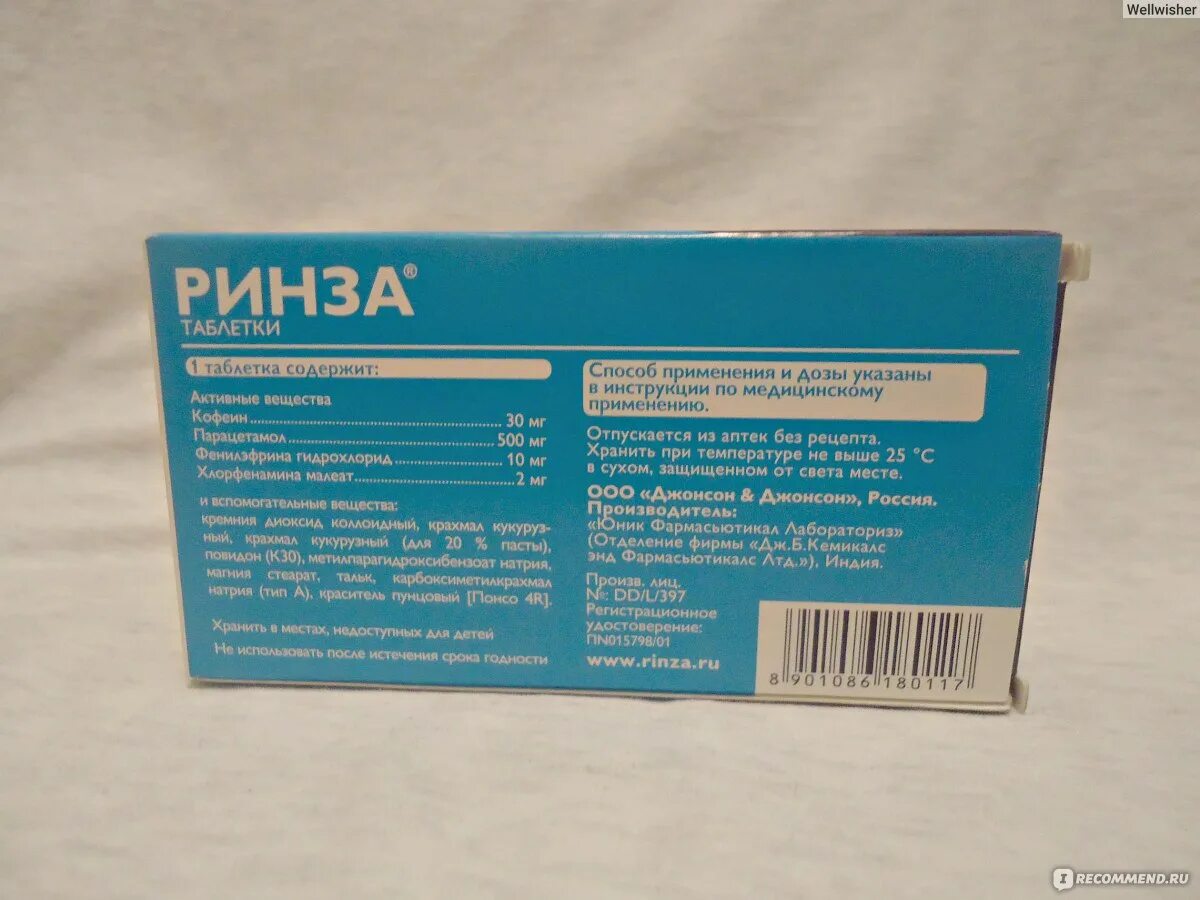 Wellwisher
РИНЗА®
ТАБЛЕТКИ
1 таблетка содержит:
Активные вещества
Кофеин 30 мг
Парацетамол 500 мг
Фенилэфрина гидрохлорид 10 мг
Хлорфенамина малеат 2 мг
и вспомогательные вещества:
кремния диоксид коллоидный, крахмал кукуруз-
ный, крахмал кукурузный (для 20 % пасты),
повидон (К30), метилпарагидроксибензоат натрия,
магния стеарат, тальк, карбоксиметилкрахмал
натрия (тип А), краситель пунцовый [Понсо 4R].
Хранить в местах, недоступных для детей
Не использовать после истечения срока годности
Способ применения и дозы указаны
в инструкции по медицинскому
применению.
Отпускается из аптек без рецепта.
Хранить при температуре не выше 25 °С
в сухом, защищенном от света месте.
ООО «Джонсон & Джонсон», Россия.
Производитель:
«Юник Фармасьютикал Лабораториз»
(Отделение фирмы «Дж.Б.Кемикалс
энд Фармасьютикалс Лтд.»), Индия.
Произв. лиц.
№: DD/L/397
Регистрационное
удостоверение:
ПN015798/01
www.rinza.ru
8 901086 180117
IRECOMMEND.RU